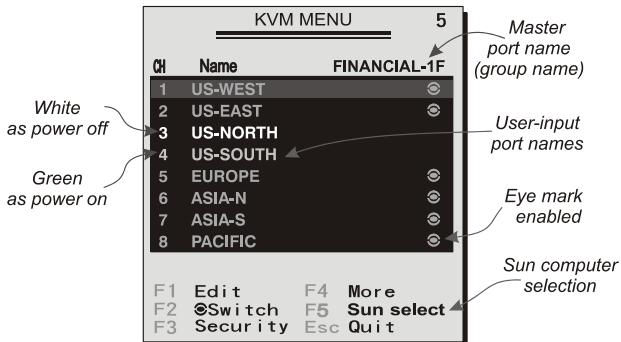 KVM MENU 5
CH Name FINANCIAL-1F
1 US-WEST
2 US-EAST
3 US-NORTH
4 US-SOUTH
5 EUROPE
6 ASIA-N
7 ASIA-S
8 PACIFIC
F1 Edit F4 More
F2 Switch F5 Sun select
F3 Security Esc Quit
White
as power off
Green
as power on
Master
port name
(group name)
User-input
port names
Eye mark
enabled
Sun computer
selection